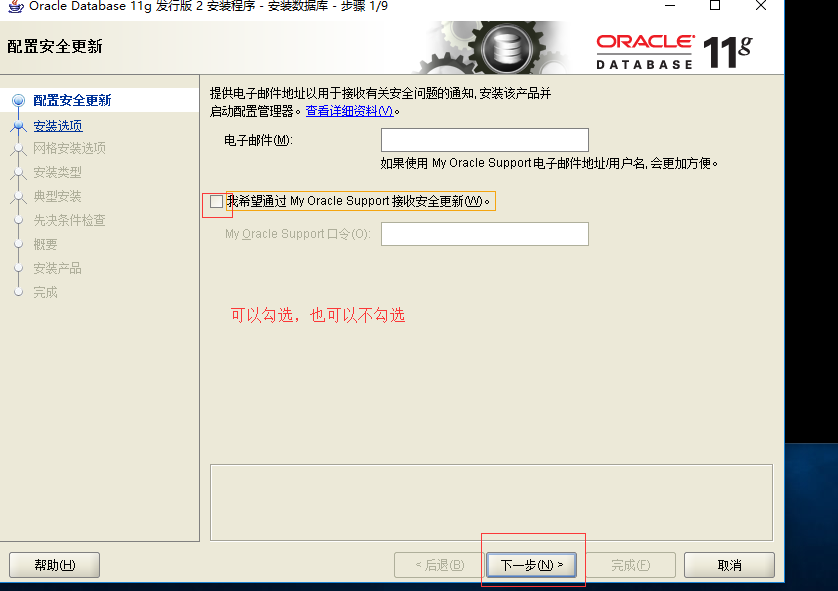 Oracle Database 11g 发行版 2 安装程序 - 安装数据库 - 步骤 1/9
配置安全更新
ORACLE
DATABASE 11g
配置安全更新
安装选项
网格安装选项
安装类型
典型安装
先决条件检查
概要
安装产品
完成
提供电子邮件地址以用于接收有关安全问题的通知, 安装该产品并
启动配置管理器。查看详细资料(V)。
电子邮件(M):
如果使用 My Oracle Support 电子邮件地址/用户名, 会更加方便。
我希望通过 My Oracle Support 接收安全更新(W)。
My Oracle Support 口令(O):
可以勾选，也可以不勾选
帮助(H)
< 后退(B)
下一步(N) >
完成(F)
取消